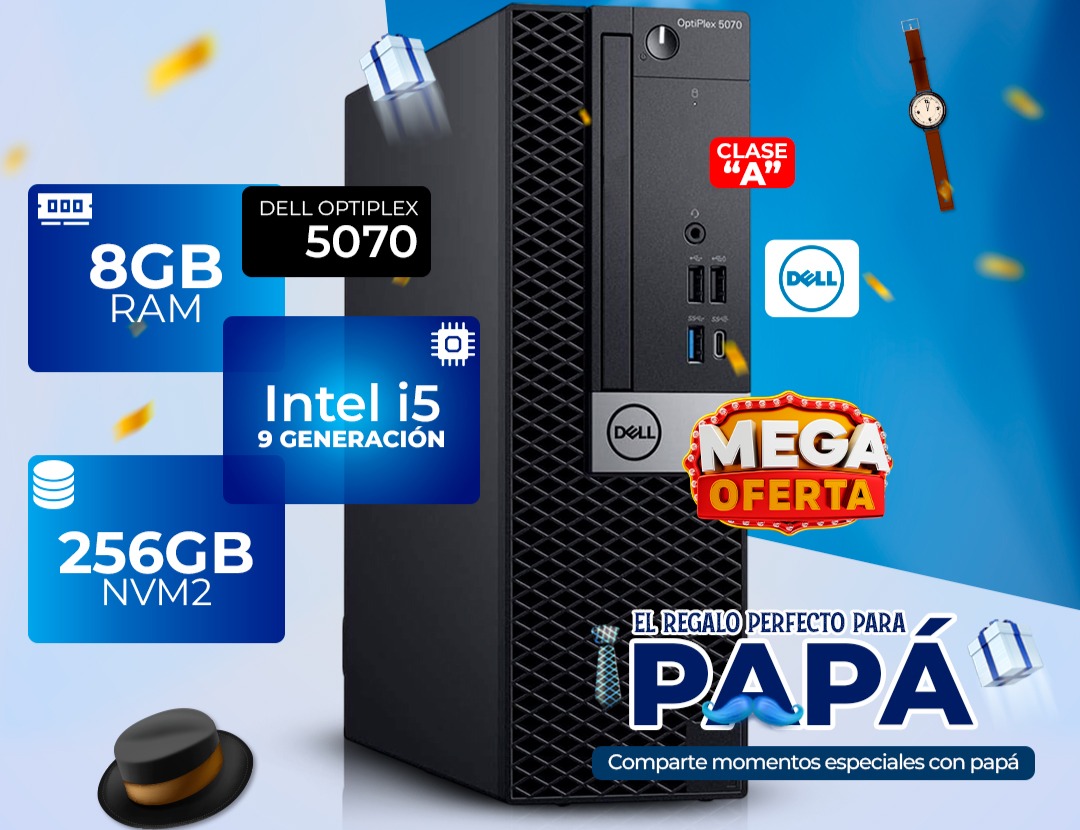 OptiPlex 5070
CLASE
“A”
8GB
RAM
DELL OPTIPLEX
5070
DELL
Intel i5
9 GENERACIÓN
DELL
MEGA
OFERTA
256GB
NVM2
EL REGALO PERFECTO PARA
PAPÁ
Comparte momentos especiales con papá